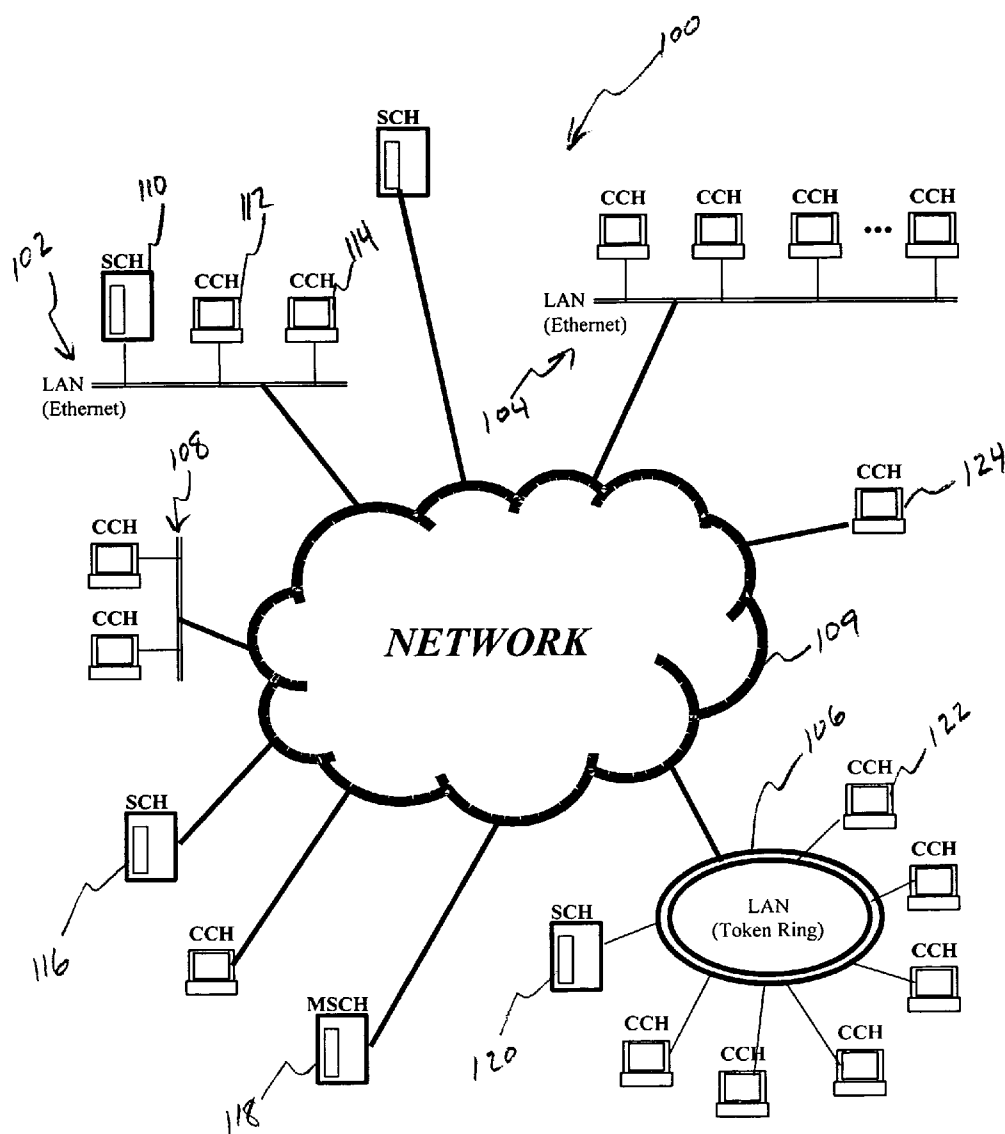 100
SCH
110
112
CCH CCH CCH ••• CCH
102
SCH
CCH
CCH
114
LAN
(Ethernet)
104
LAN
(Ethernet)
108
CCH
124
CCH
CCH
NETWORK
109
106
122
CCH
SCH
CCH
SCH
LAN
(Token Ring)
116
CCH
CCH
MSCH
120
CCH
CCH
CCH
118